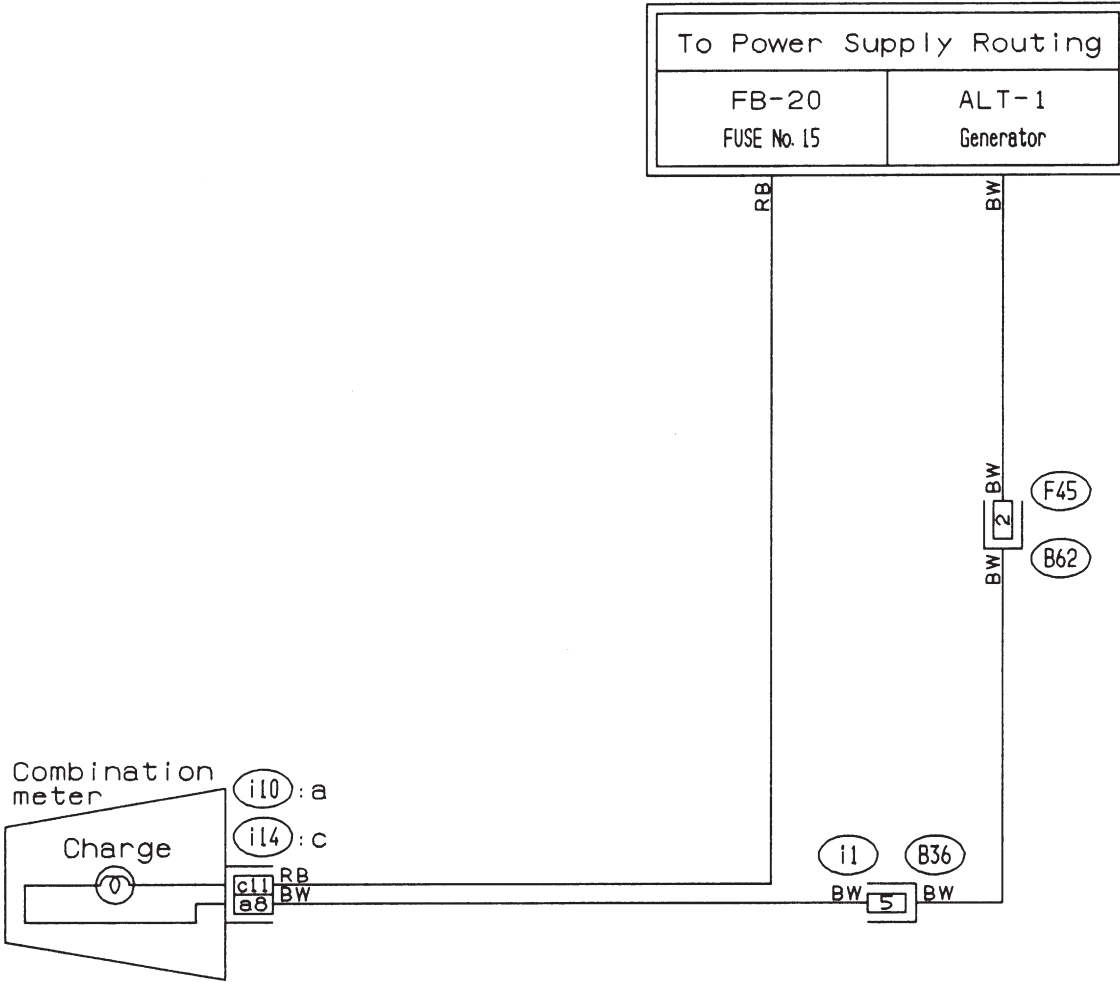 To Power Supply Routing
FB-20
FUSE No. 15
ALT-1
Generator
RB
BW
BW
F45
2
BW
B62
Combination
meter
i10 : a
i14 : c
Charge
c11
RB
a8
BW
i1
B36
BW
5
BW